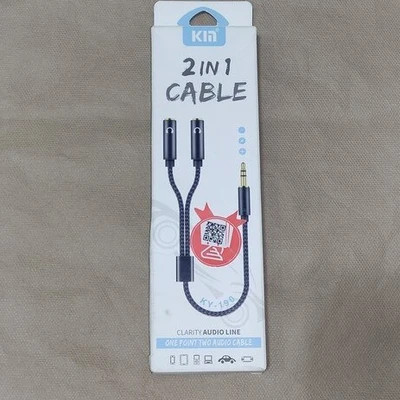 KIN
2 IN 1
CABLE
KY-190
CLARITY AUDIO LINE
ONE POINT TWO AUDIO CABLE